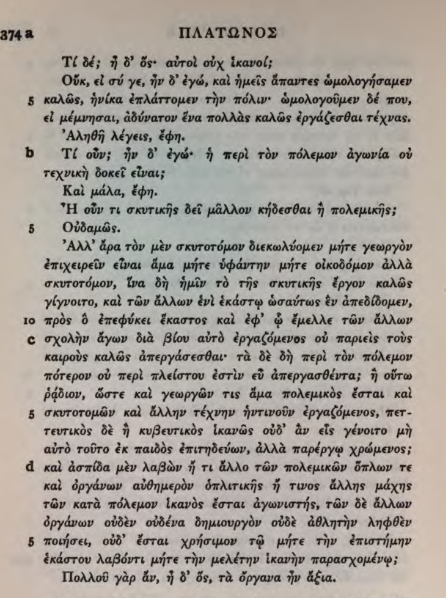 374 a ΠΛΑΤΩΝΟΣ
Τί δέ; ἦ δ’ ὅς· αὐτοὶ οὐχ ἱκανοί;
Οὔκ, εἰ σύ γε, ἦν δ’ ἐγώ, καὶ ἡμεῖς ἅπαντες ὡμολογήσαμεν
5 καλῶς, ἡνίκα ἐπλάττομεν τὴν πόλιν· ὡμολογοῦμεν δέ που,
εἰ μέμνησαι, ἀδύνατον ἕνα πολλὰς καλῶς ἐργάζεσθαι τέχνας.
Ἀληθῆ λέγεις, ἔφη.
b Τί οὖν; ἦν δ’ ἐγώ· ἡ περὶ τὸν πόλεμον ἀγωνία οὐ
τεχνικὴ δοκεῖ εἶναι;
Καὶ μάλα, ἔφη.
Ἦ οὖν τι σκυτικῆς δεῖ μᾶλλον κήδεσθαι ἢ πολεμικῆς;
5 Οὐδαμῶς.
Ἀλλ’ ἄρα τὸν μὲν σκυτοτόμον διεκωλύομεν μήτε γεωργὸν
ἐπιχειρεῖν εἶναι ἅμα μήτε ὑφάντην μήτε οἰκοδόμον ἀλλὰ
σκυτοτόμον, ἵνα δὴ ἡμῖν τὸ τῆς σκυτικῆς ἔργον καλῶς
γίγνοιτο, καὶ τῶν ἄλλων ἑνὶ ἑκάστῳ ὡσαύτως ἓν ἀπεδίδομεν,
10 πρὸς ὃ ἐπεφύκει ἕκαστος καὶ ἐφ’ ᾧ ἔμελλε τῶν ἄλλων
c σχολὴν ἄγων διὰ βίου αὐτὸ ἐργαζόμενος οὐ παριεὶς τοὺς
καιροὺς καλῶς ἀπεργάσεσθαι· τὰ δὲ δὴ περὶ τὸν πόλεμον
πότερον οὐ περὶ πλείστου ἐστὶν εὖ ἀπεργασθέντα; ἢ οὕτω
ῥᾴδιον, ὥστε καὶ γεωργῶν τις ἅμα πολεμικὸς ἔσται καὶ
5 σκυτοτομῶν καὶ ἄλλην τέχνην ἡντινοῦν ἐργαζόμενος, πετ-
τευτικὸς δὲ ἢ κυβευτικὸς ἱκανῶς οὐδ’ ἂν εἷς γένοιτο μὴ
αὐτὸ τοῦτο ἐκ παιδὸς ἐπιτηδεύων, ἀλλὰ παρέργῳ χρώμενος;
d καὶ ἀσπίδα μὲν λαβὼν ἤ τι ἄλλο τῶν πολεμικῶν ὅπλων τε
καὶ ὀργάνων αὐθημερὸν ὁπλιτικῆς ἤ τινος ἄλλης μάχης
τῶν κατὰ πόλεμον ἱκανὸς ἔσται ἀγωνιστής, τῶν δὲ ἄλλων
ὀργάνων οὐδὲν οὐδένα δημιουργὸν οὐδὲ ἀθλητὴν ληφθὲν
5 ποιήσει, οὐδ’ ἔσται χρήσιμον τῷ μήτε τὴν ἐπιστήμην
ἑκάστου λαβόντι μήτε τὴν μελέτην ἱκανὴν παρασχομένῳ;
Πολλοῦ γὰρ ἄν, ἦ δ’ ὅς, τὰ ὄργανα ἦν ἄξια.